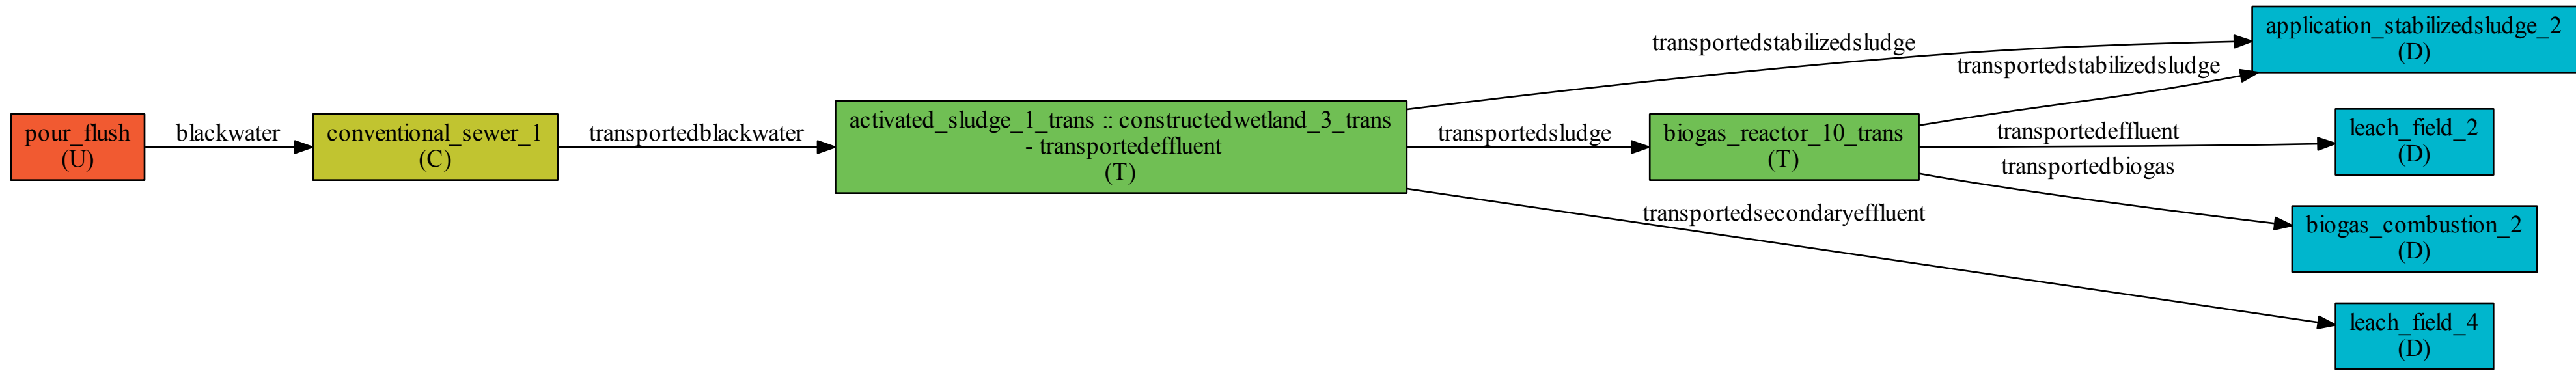 pour_flush
(U)
blackwater
conventional_sewer_1
(C)
transportedblackwater
activated_sludge_1_trans :: constructedwetland_3_trans
- transportedeffluent
(T)
transportedstabilizedsludge
transportedsludge
transportedsecondaryeffluent
biogas_reactor_10_trans
(T)
transportedstabilizedsludge
transportedeffluent
transportedbiogas
application_stabilizedsludge_2
(D)
leach_field_2
(D)
biogas_combustion_2
(D)
leach_field_4
(D)